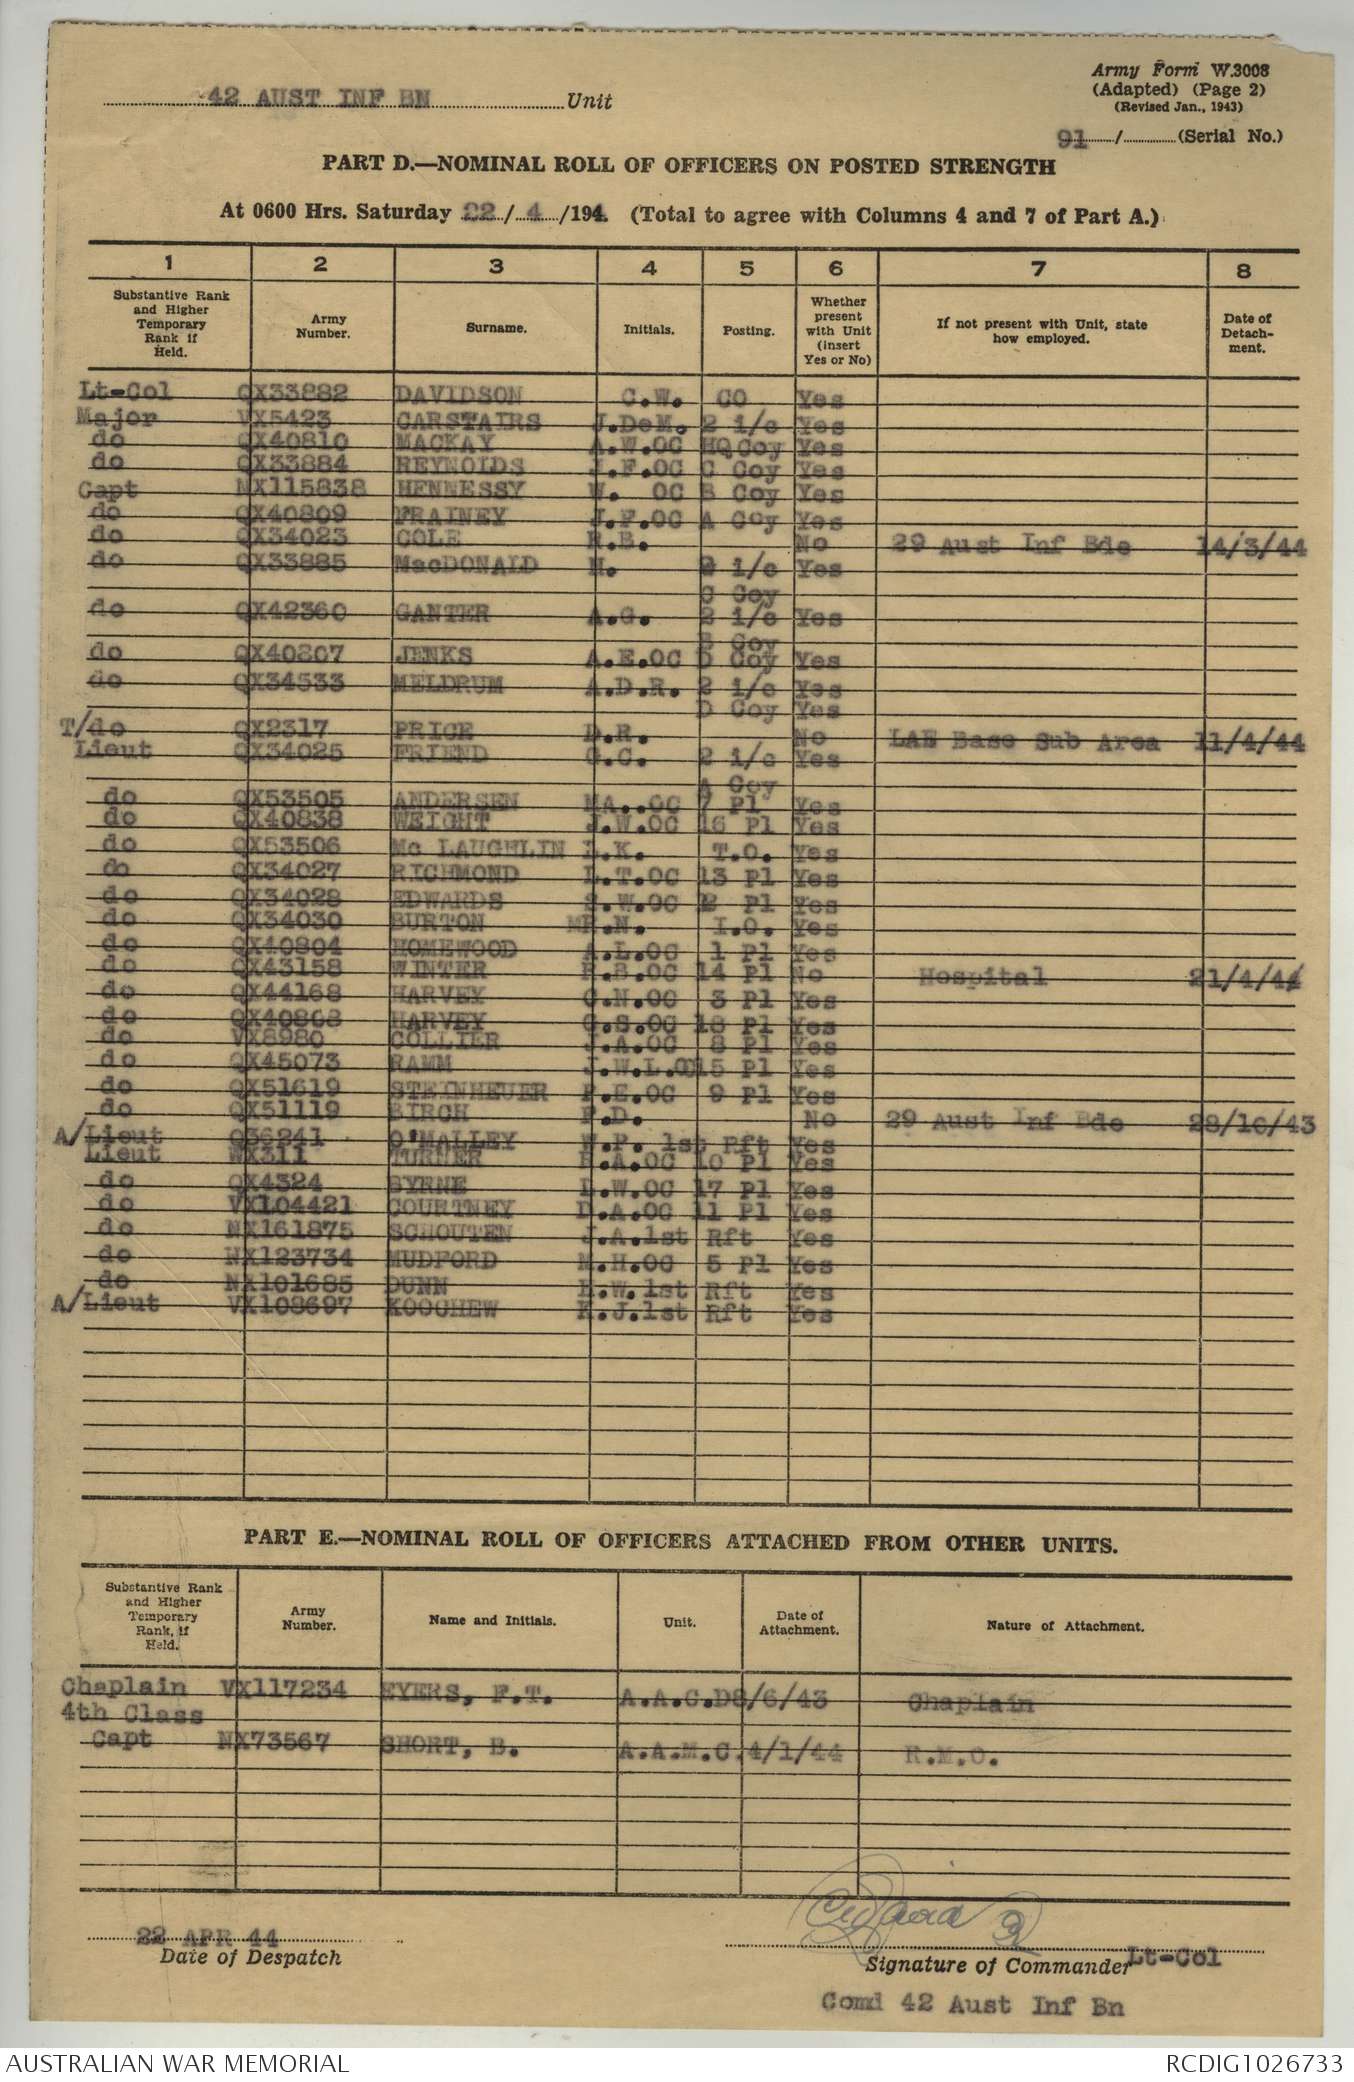 42 AUST INF BN Unit
Army Form W.3008
(Adapted) (Page 2)
(Revised Jan., 1943)
91 / (Serial No.)
PART D.—NOMINAL ROLL OF OFFICERS ON POSTED STRENGTH
At 0600 Hrs. Saturday 22/ 4 /194. (Total to agree with Columns 4 and 7 of Part A.)
1 2 3 4 5 6 7 8
Substantive Rank and Higher Temporary Rank if Held. Army Number. Surname. Initials. Posting. Whether present with Unit (insert Yes or No) If not present with Unit, state how employed. Date of Detach-ment.
Lt-Col QX33882 DAVIDSON C.W. CO Yes
Major VX5423 CARSTAIRS J.DeM. 2 i/c Yes
do QX40810 MACKAY A.W.OC HQ Coy Yes
do QX33884 REYNOLDS J.F.OC C Coy Yes
Capt NX115838 HENNESSY W. OC B Coy Yes
do QX40809 FRAINEY J.F.OC A Coy Yes
do QX34023 COLE R.B. No 29 Aust Inf Bde 14/3/44
do QX33885 MacDONALD N. 2 i/c Yes
C Coy
do QX42360 GANTER A.G. 2 i/c Yes
B Coy
do QX40807 JENKS A.E.OC D Coy Yes
do QX34533 MELDRUM A.D.R. 2 i/c Yes
D Coy Yes
T/do QX2317 PRICE D.R. No LAE Base Sub Area 11/4/44
Lieut QX34025 FRIEND G.C. 2 i/c Yes
A Coy
do QX53505 ANDERSEN MA..OC 7 Pl Yes
do QX40838 WEIGHT J.W.OC 16 Pl Yes
do QX53506 Mc LAUGHLIN L.K. T.O. Yes
do QX34027 RICHMOND L.T.OC 13 Pl Yes
do QX34028 EDWARDS S.W.OC 2 Pl Yes
do QX34030 BURTON MR.N. I.O. Yes
do QX40804 HOMEWOOD A.L.OC 1 Pl Yes
do QX43158 WINTER R.B.OC 14 Pl No Hospital 21/4/44
do QX44168 HARVEY G.N.OC 3 Pl Yes
do QX40868 HARVEY G.S.OC 18 Pl Yes
do VX8980 COLLIER J.A.OC 8 Pl Yes
do QX45073 RAMM J.W.L.OC 15 Pl Yes
do QX51619 STEINHEUER F.E.OC 9 Pl Yes
do QX51119 BIRCH F.D. No 29 Aust Inf Bde 28/10/43
A/Lieut Q36241 O'MALLEY W.P. 1st Rft Yes
Lieut WX311 TURNER H.A.OC 10 Pl Yes
do QX4324 BYRNE L.W.OC 17 Pl Yes
do VX104421 COURTNEY D.A.OC 11 Pl Yes
do NX161875 SCHOUTEN J.A.1st Rft Yes
do NX123734 MUDFORD M.H.OC 5 Pl Yes
do NX101685 DUNN H.W.1st Rft Yes
A/Lieut VX108697 KOOCHEW K.J.1st Rft Yes
PART E.—NOMINAL ROLL OF OFFICERS ATTACHED FROM OTHER UNITS.
Substantive Rank and Higher Temporary Rank, if Held. Army Number. Name and Initials. Unit. Date of Attachment. Nature of Attachment.
Chaplain VX117234 EYERS, F.T. A.A.C.D 8/6/43 Chaplain
4th Class
Capt NX73567 SHORT, B. A.A.M.C. 4/1/44 R.M.O.
22 APR 44
Date of Despatch
Signature of Commander Lt-Col
Comd 42 Aust Inf Bn
AUSTRALIAN WAR MEMORIAL RCDIG1026733